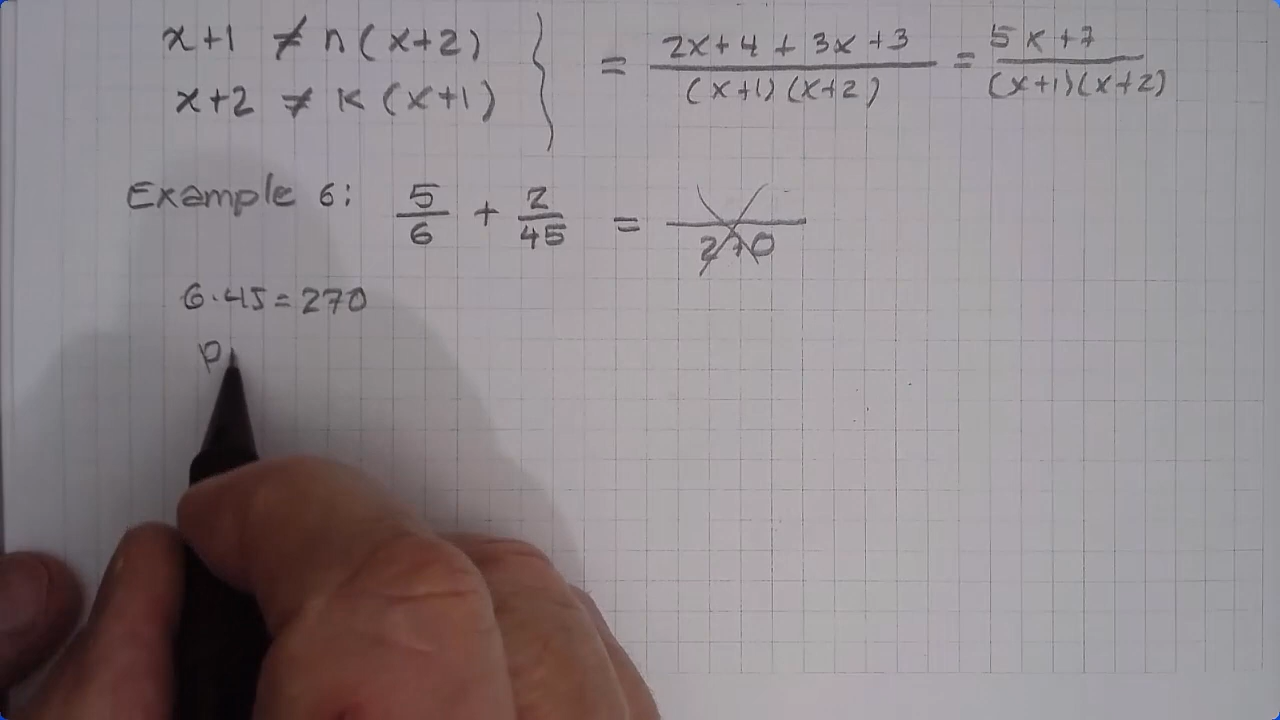 x+1 ≠ n(x+2)
x+2 ≠ k(x+1)
= (2x+4+3x+3)/((x+1)(x+2)) = (5x+7)/((x+1)(x+2))
Example 6: 5/6 + 2/45 = /270
6·45=270
p